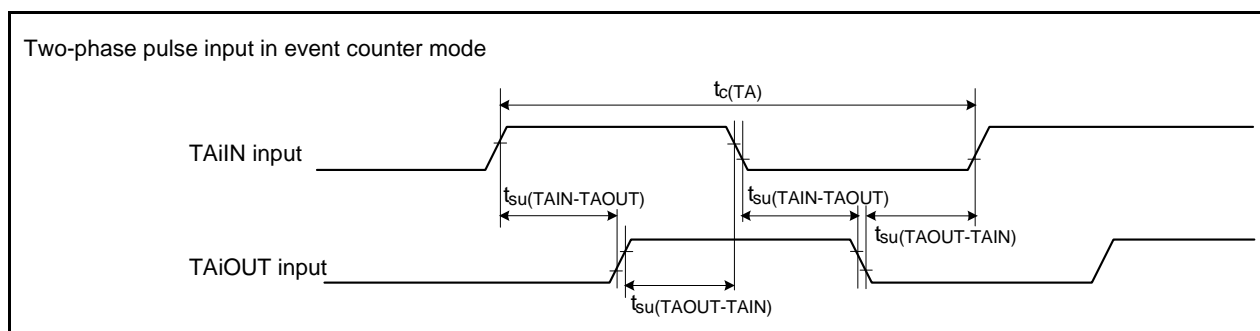 Two-phase pulse input in event counter mode
tc(TA)
TAiIN input
tsu(TAIN-TAOUT)
tsu(TAIN-TAOUT)
tsu(TAOUT-TAIN)
TAiOUT input
tsu(TAOUT-TAIN)